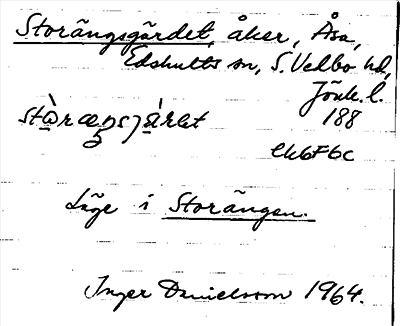 Storängsgärdet, åker, Åsa,
Edshults sn, S. Vedbo hd,
Jönk. l.
188
Läge i Storängen.
Inger Danielsson 1964.